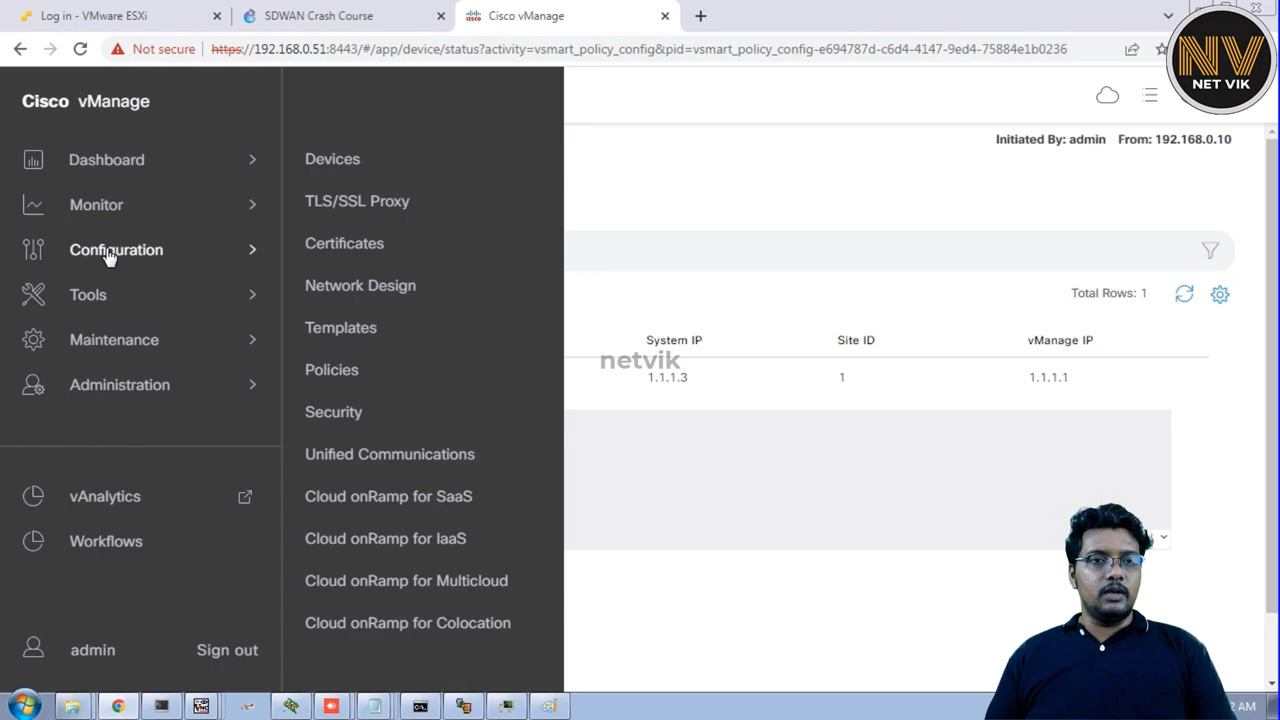 Log in - VMware ESXi
SDWAN Crash Course
Cisco vManage
Not secure
https://192.168.0.51:8443/#/app/device/status?activity=vsmart_policy_config&pid=vsmart_policy_config-e694787d-c6d4-4147-9ed4-75884e1b0236
NV
NET VIK
Cisco vManage
Initiated By: admin From: 192.168.0.10
Dashboard
Monitor
Configuration
Tools
Maintenance
Administration
vAnalytics
Workflows
admin
Sign out
Devices
TLS/SSL Proxy
Certificates
Network Design
Templates
Policies
Security
Unified Communications
Cloud onRamp for SaaS
Cloud onRamp for IaaS
Cloud onRamp for Multicloud
Cloud onRamp for Colocation
Total Rows: 1
System IP
Site ID
vManage IP
netvik
1.1.1.3
1
1.1.1.1
2 AM